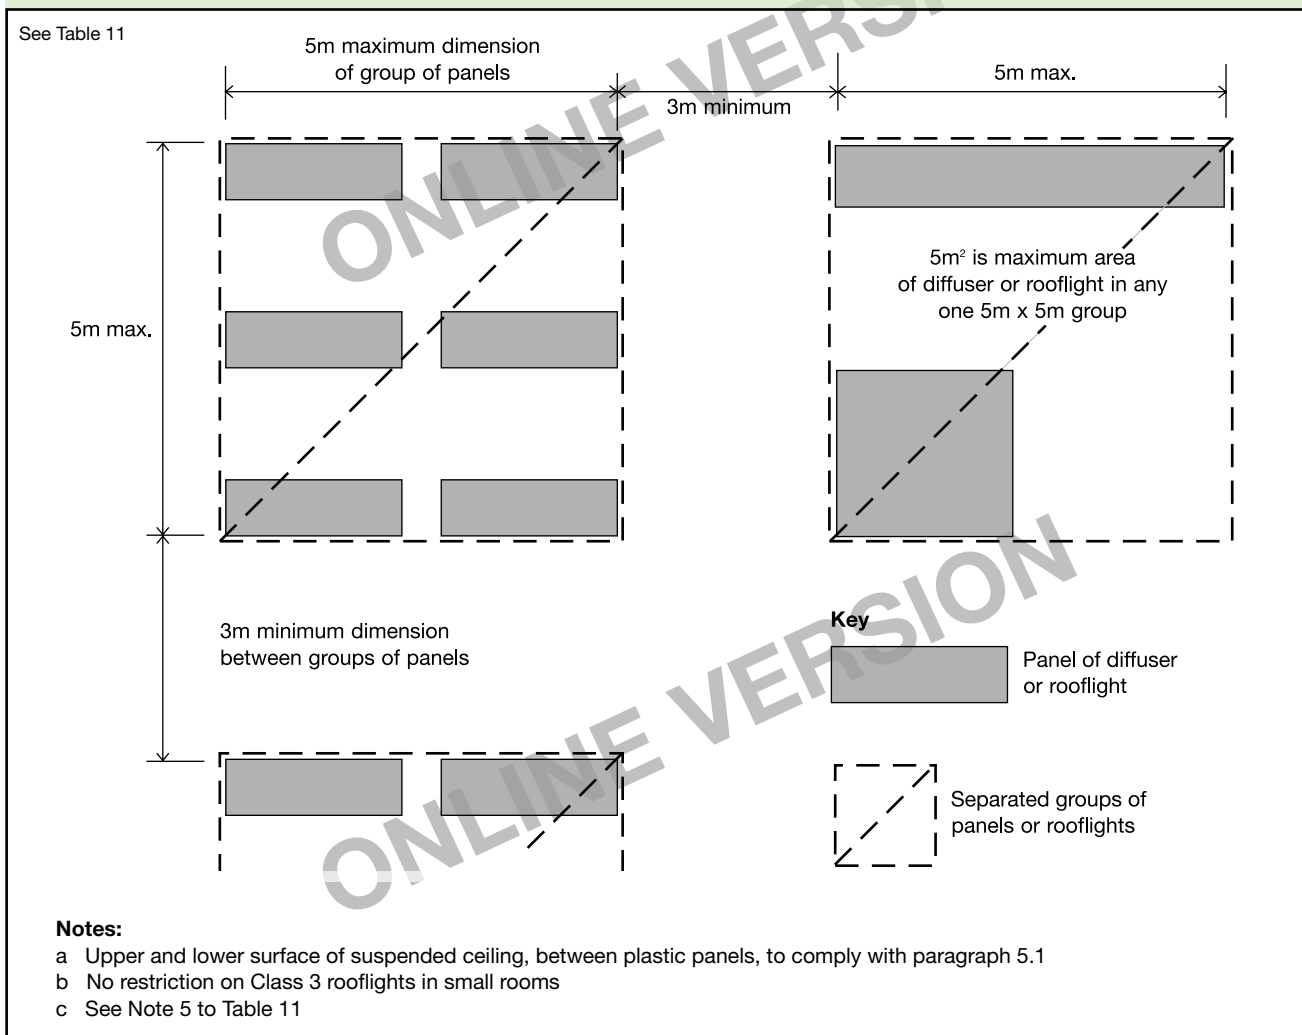 See Table 11
5m maximum dimension
of group of panels
5m max.
3m minimum
ONLINE VERSION
5m² is maximum area
of diffuser or rooflight in any
one 5m x 5m group
5m max.
3m minimum dimension
between groups of panels
Key
Panel of diffuser
or rooflight
ONLINE VERSION
Separated groups of
panels or rooflights
Notes:
a Upper and lower surface of suspended ceiling, between plastic panels, to comply with paragraph 5.1
b No restriction on Class 3 rooflights in small rooms
c See Note 5 to Table 11